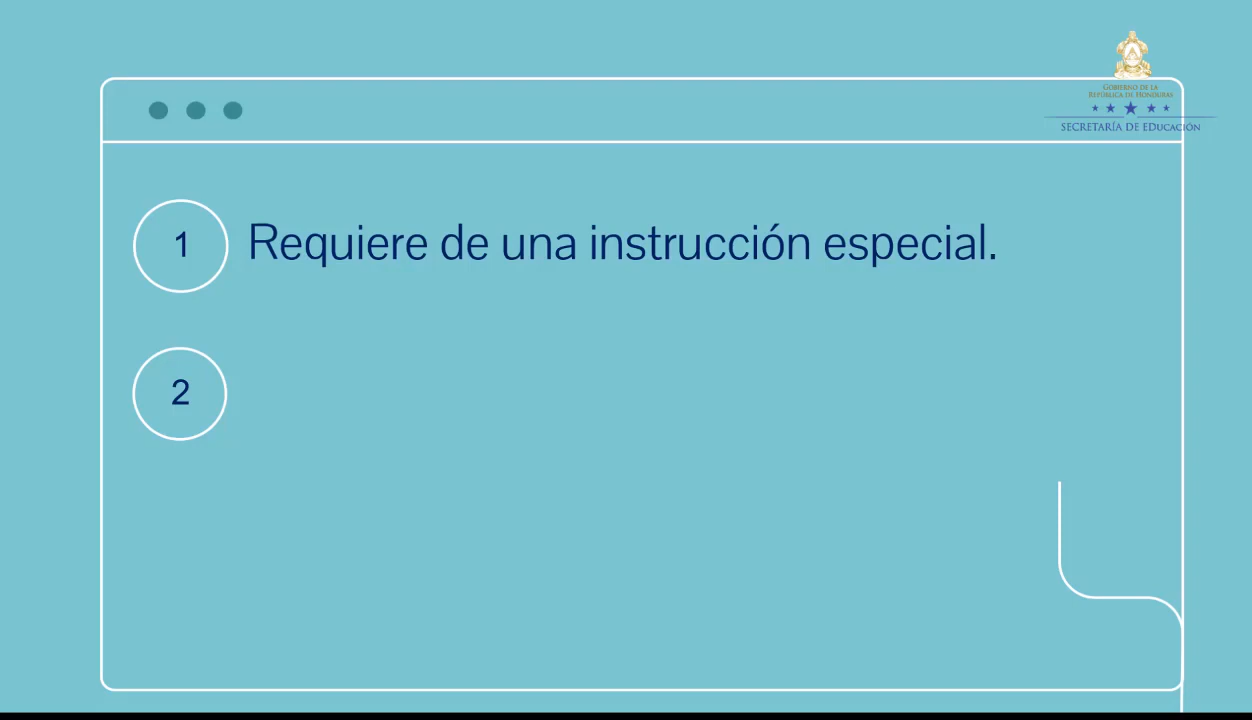 GOBIERNO DE LA
REPÚBLICA DE HONDURAS
SECRETARÍA DE EDUCACIÓN
1 Requiere de una instrucción especial.
2